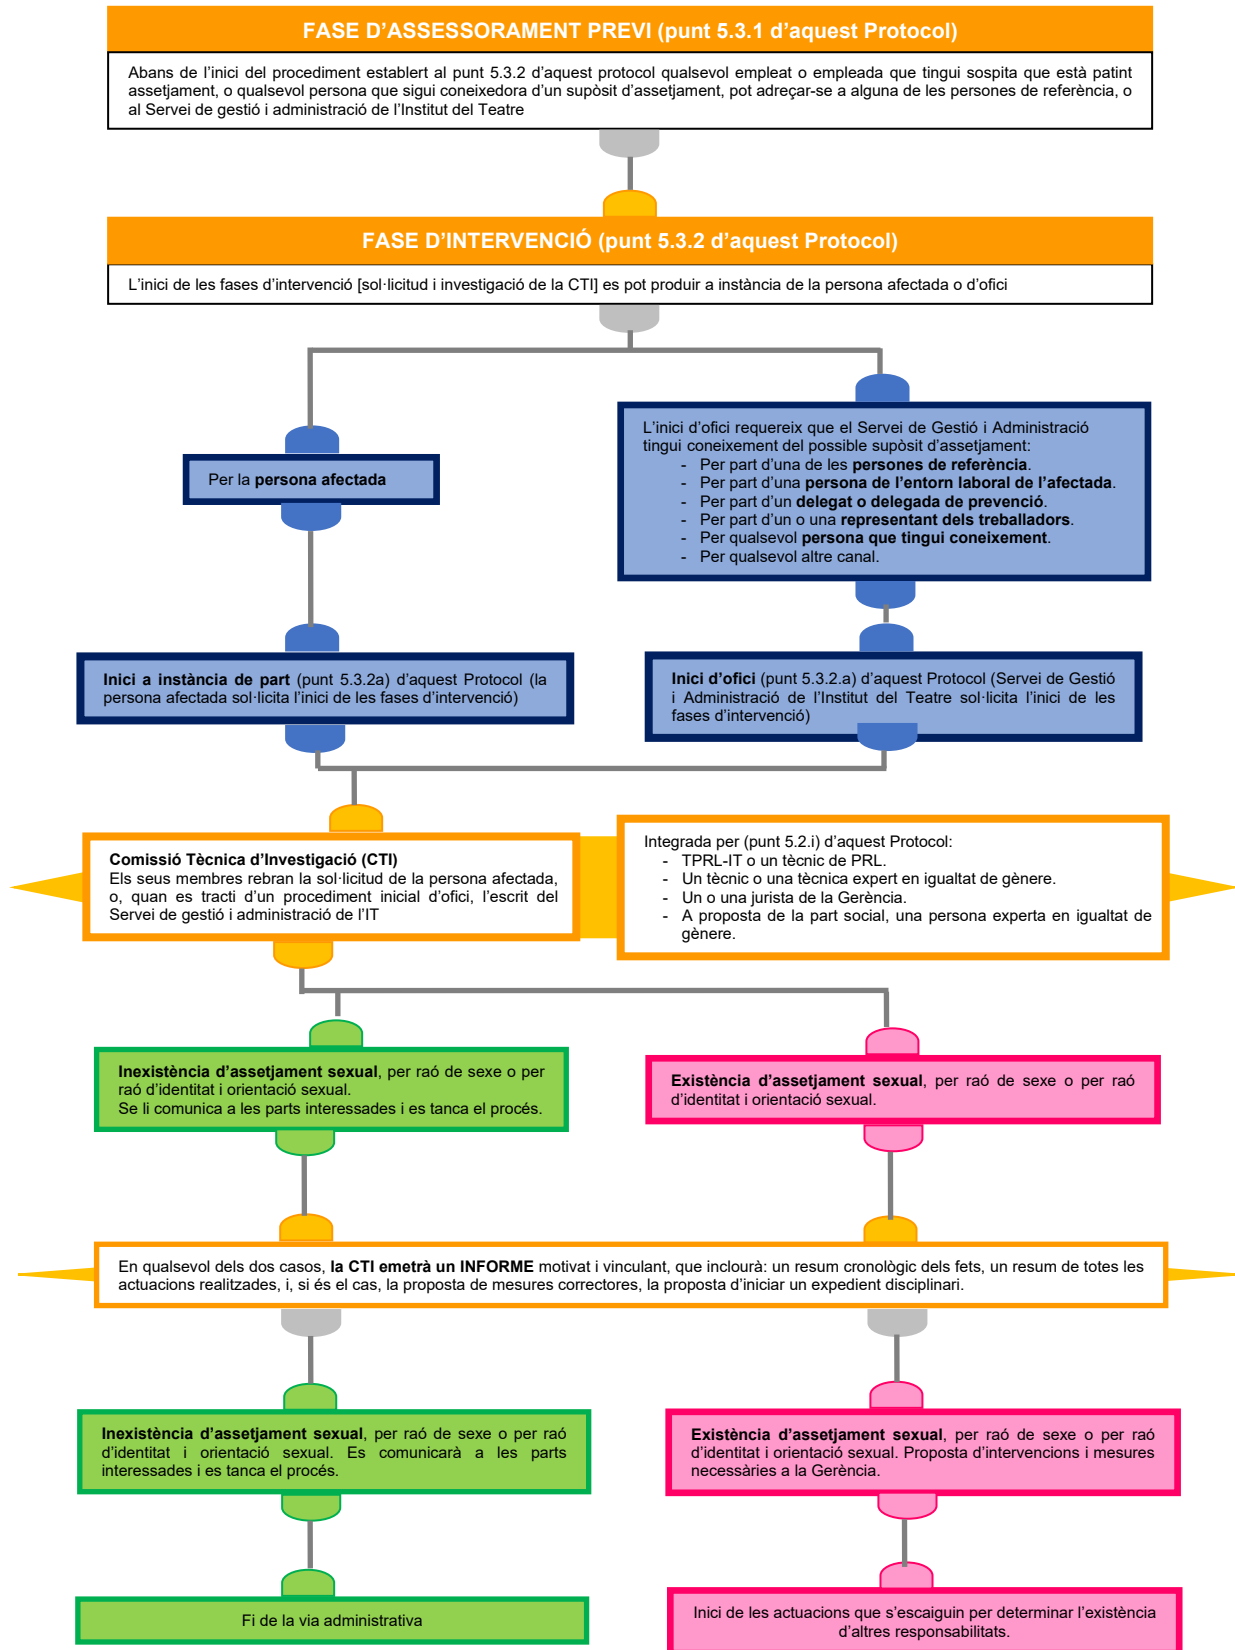 FASE D’ASSESSORAMENT PREVI (punt 5.3.1 d’aquest Protocol)
Abans de l’inici del procediment establert al punt 5.3.2 d’aquest protocol qualsevol empleat o empleada que tingui sospita que està patint
assetjament, o qualsevol persona que sigui coneixedora d’un supòsit d’assetjament, pot adreçar-se a alguna de les persones de referència, o
al Servei de gestió i administració de l’Institut del Teatre
FASE D’INTERVENCIÓ (punt 5.3.2 d’aquest Protocol)
L’inici de les fases d’intervenció [sol·licitud i investigació de la CTI] es pot produir a instància de la persona afectada o d’ofici
Per la persona afectada
L’inici d’ofici requereix que el Servei de Gestió i Administració
tingui coneixement del possible supòsit d’assetjament:
- Per part d’una de les persones de referència.
- Per part d’una persona de l’entorn laboral de l’afectada.
- Per part d’un delegat o delegada de prevenció.
- Per part d’un o una representant dels treballadors.
- Per qualsevol persona que tingui coneixement.
- Per qualsevol altre canal.
Inici a instància de part (punt 5.3.2a) d’aquest Protocol (la
persona afectada sol·licita l’inici de les fases d’intervenció)
Inici d’ofici (punt 5.3.2.a) d’aquest Protocol (Servei de Gestió
i Administració de l’Institut del Teatre sol·licita l’inici de les
fases d’intervenció)
Comissió Tècnica d’Investigació (CTI)
Els seus membres rebran la sol·licitud de la persona afectada,
o, quan es tracti d’un procediment inicial d’ofici, l’escrit del
Servei de gestió i administració de l’IT
Integrada per (punt 5.2.i) d’aquest Protocol:
- TPRL-IT o un tècnic de PRL.
- Un tècnic o una tècnica expert en igualtat de gènere.
- Un o una jurista de la Gerència.
- A proposta de la part social, una persona experta en igualtat de
gènere.
Inexistència d’assetjament sexual, per raó de sexe o per
raó d’identitat i orientació sexual.
Se li comunica a les parts interessades i es tanca el procés.
Existència d’assetjament sexual, per raó de sexe o per raó
d’identitat i orientació sexual.
En qualsevol dels dos casos, la CTI emetrà un INFORME motivat i vinculant, que inclourà: un resum cronològic dels fets, un resum de totes les
actuacions realitzades, i, si és el cas, la proposta de mesures correctores, la proposta d’iniciar un expedient disciplinari.
Inexistència d’assetjament sexual, per raó de sexe o per raó
d’identitat i orientació sexual. Es comunicarà a les parts
interessades i es tanca el procés.
Existència d’assetjament sexual, per raó de sexe o per raó
d’identitat i orientació sexual. Proposta d’intervencions i mesures
necessàries a la Gerència.
Fi de la via administrativa
Inici de les actuacions que s’escaiguin per determinar l’existència
d’altres responsabilitats.